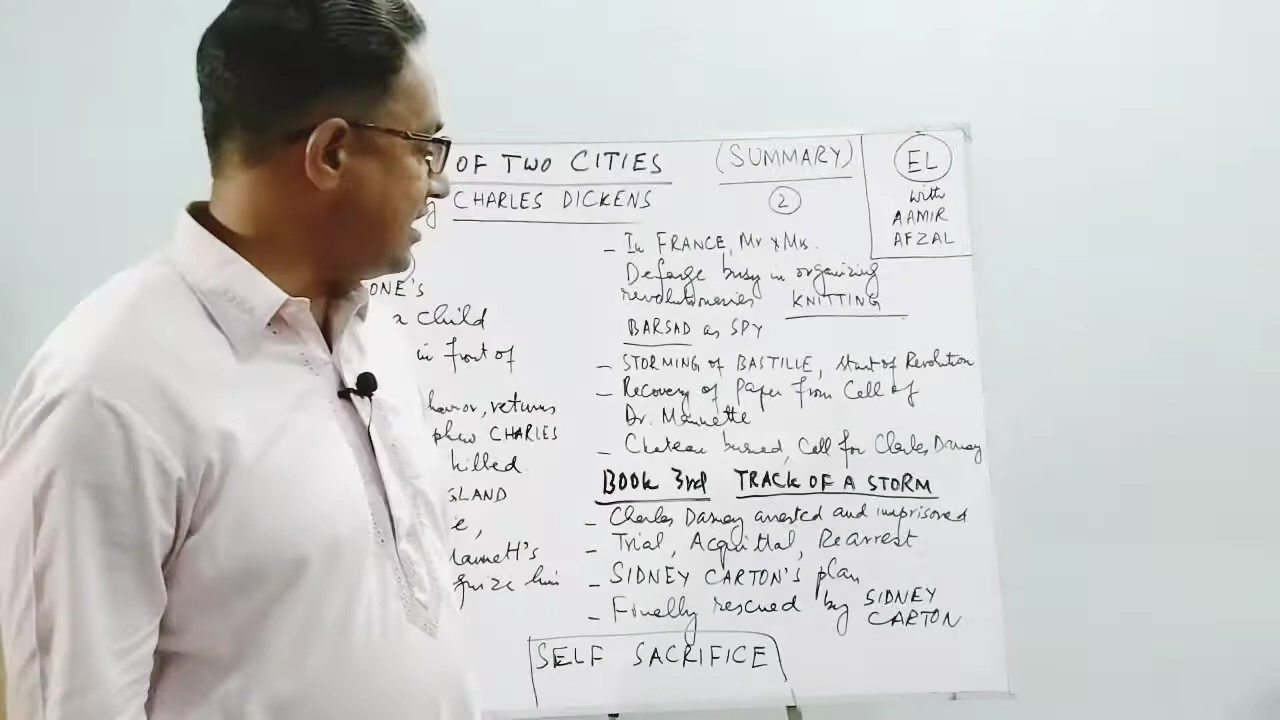 OF TWO CITIES
(SUMMARY)
2
EL
with
AAMIR
AFZAL
CHARLES DICKENS
ONE'S
a child
in front of
returns
CHARLES
killed
e,
him
- In FRANCE, Mr & Mrs.
Defarge busy in organizing
revolutioneries KNITTING
BARSAD as SPY
- STORMING of BASTILLE, start of Revolution
- Recovery of Paper from Cell of
Dr. Mannette
- Chateau burned, Call for Charles Darnay
BOOK 3rd TRACK OF A STORM
- Charles Darnay arrested and imprisoned
- Trial, Acquittal, Rearrest
- SIDNEY CARTON'S plan
- Finally rescued by SIDNEY
CARTON
SELF SACRIFICE